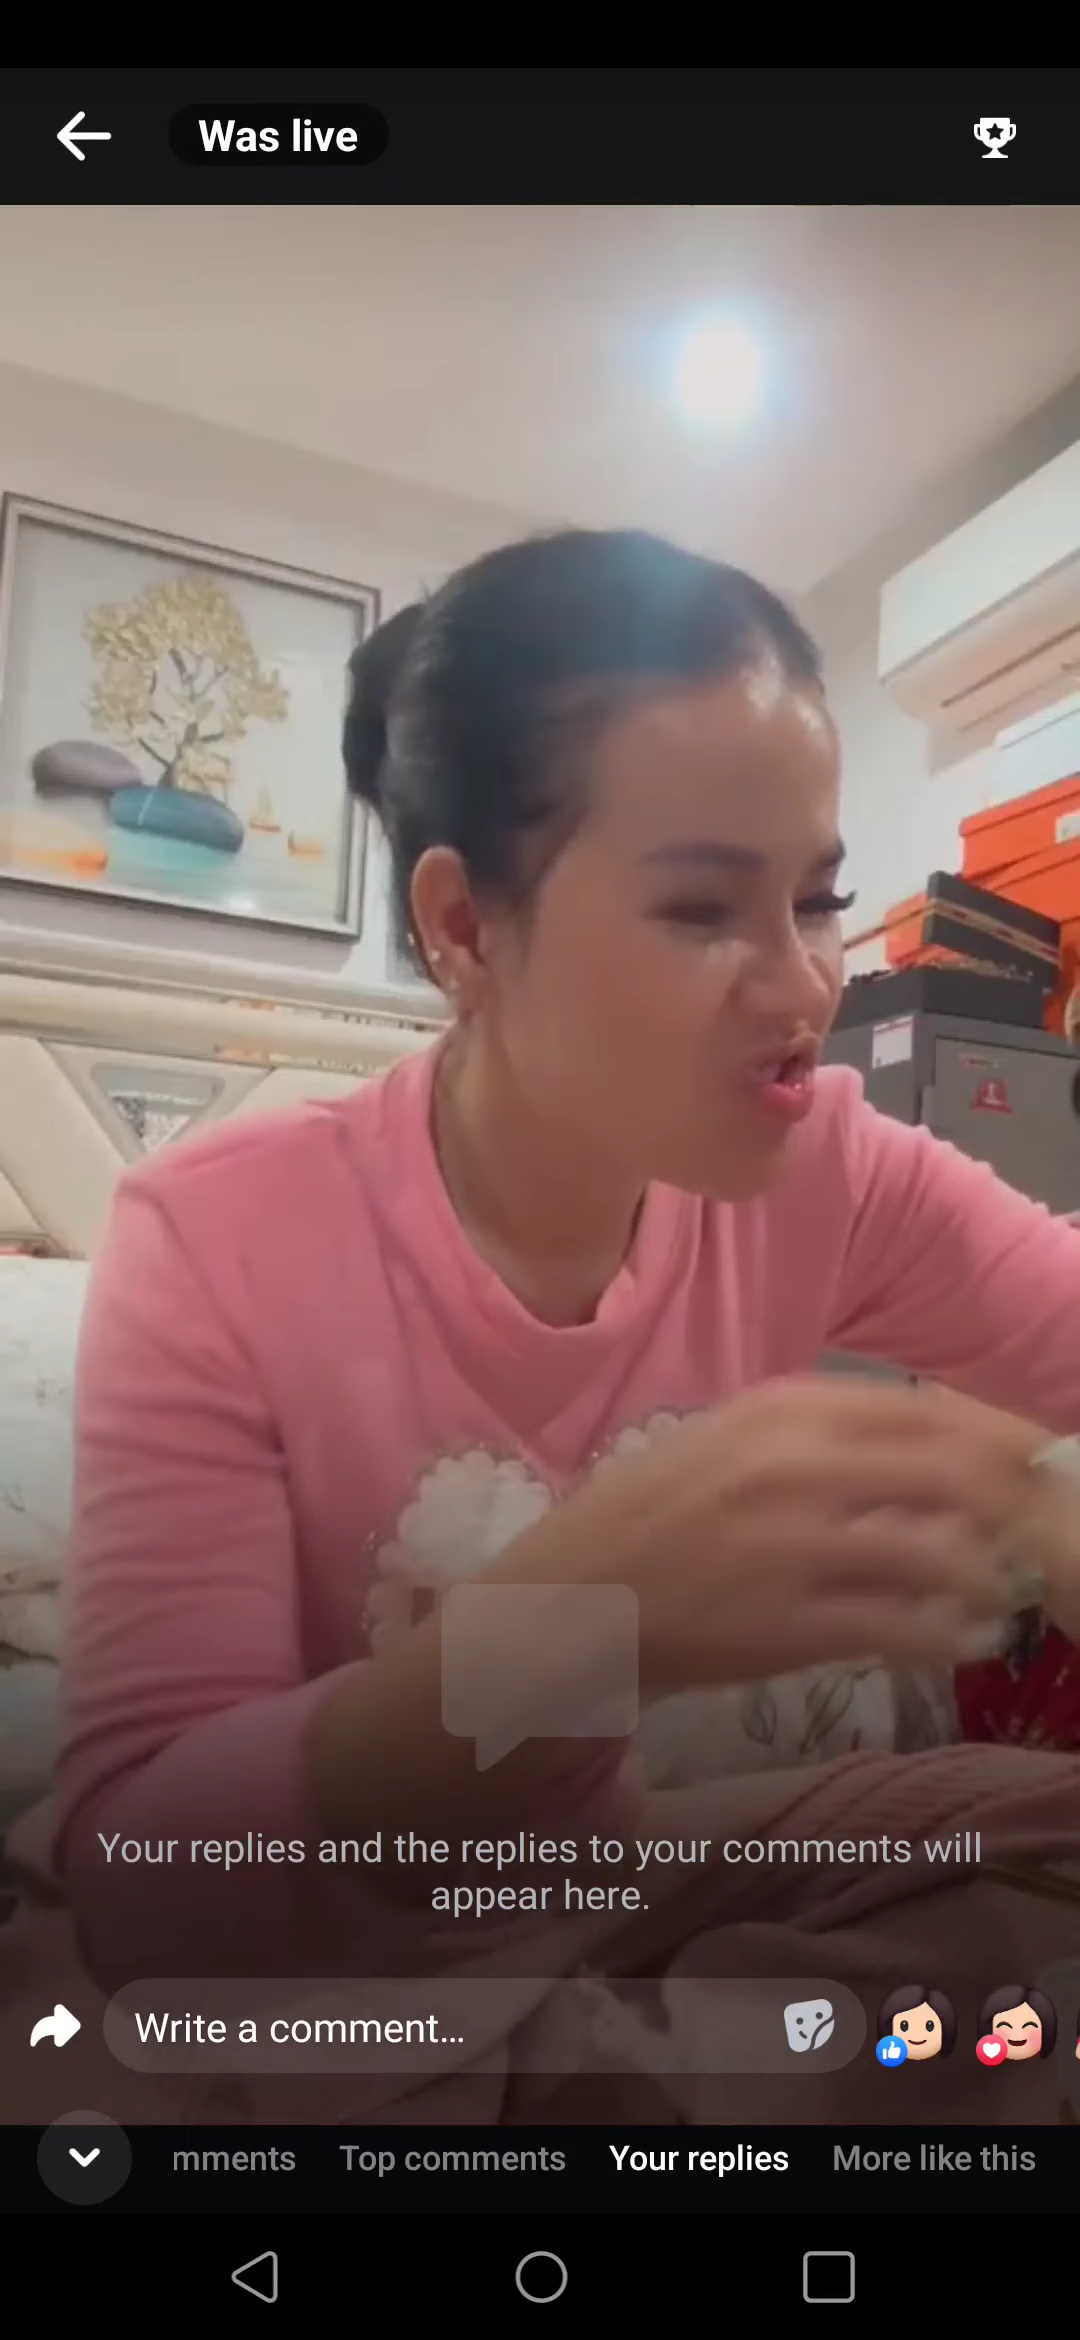 Was live
Your replies and the replies to your comments will
appear here.
Write a comment...
mments
Top comments
Your replies
More like this